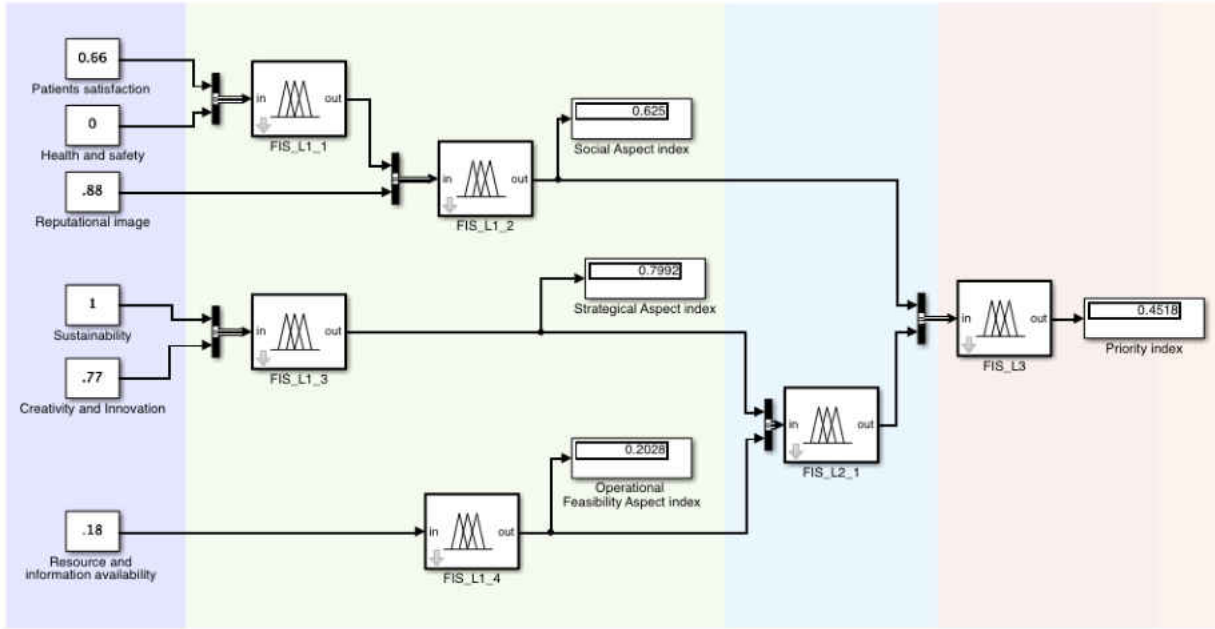 0.66
Patients satisfaction
0
Health and safety
.88
Reputational image
in
out
FIS_L1_1
in
out
FIS_L1_2
0.625
Social Aspect index
1
Sustainability
.77
Creativity and Innovation
in
out
FIS_L1_3
0.7992
Strategical Aspect index
.18
Resource and
information availability
in
out
FIS_L1_4
0.2028
Operational
Feasibility Aspect index
in
out
FIS_L2_1
in
out
FIS_L3
0.4518
Priority index